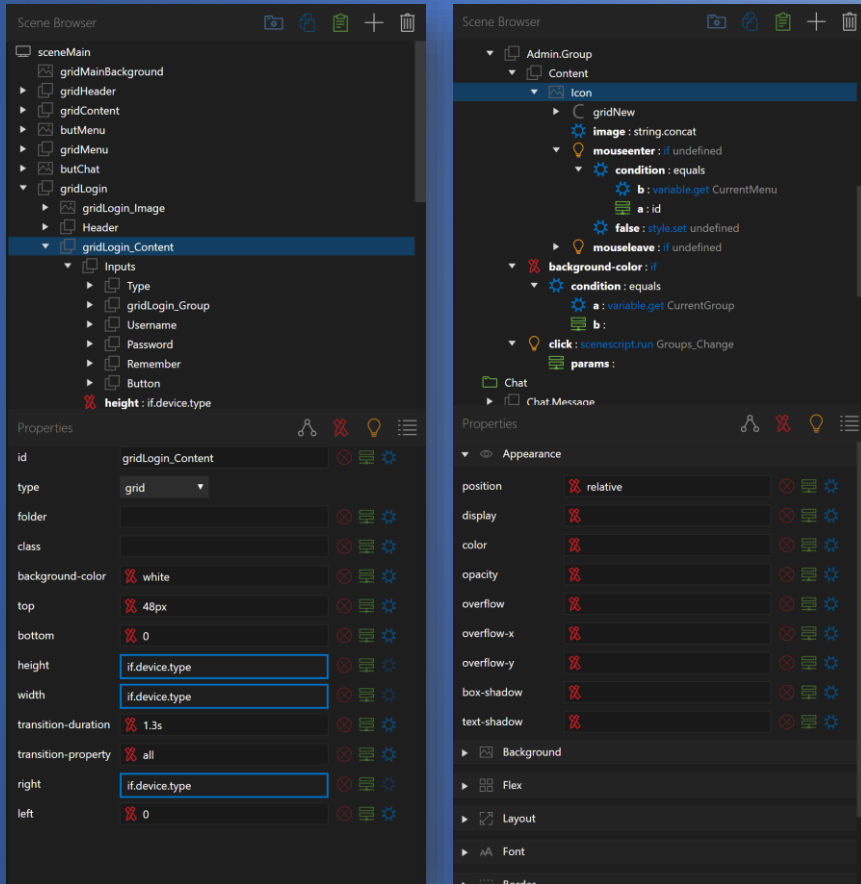 Scene Browser
sceneMain
gridMainBackground
gridHeader
gridContent
butMenu
gridMenu
butChat
gridLogin
gridLogin_Image
Header
gridLogin_Content
Inputs
Type
gridLogin_Group
Username
Password
Remember
Button
height : if.device.type
Properties
id gridLogin_Content
type grid
folder
class
background-color white
top 48px
bottom 0
height if.device.type
width if.device.type
transition-duration 1.3s
transition-property all
right if.device.type
left 0
Scene Browser
Admin.Group
Content
Icon
gridNew
image : string.concat
mouseenter : if undefined
condition : equals
b : variable.get CurrentMenu
a : id
false : style.set undefined
mouseleave : if undefined
background-color : if
condition : equals
a : variable.get CurrentGroup
b :
click : scenescript.run Groups_Change
params :
Chat
Chat.Message
Properties
Appearance
position relative
display
color
opacity
overflow
overflow-x
overflow-y
box-shadow
text-shadow
Background
Flex
Layout
AA Font
Border